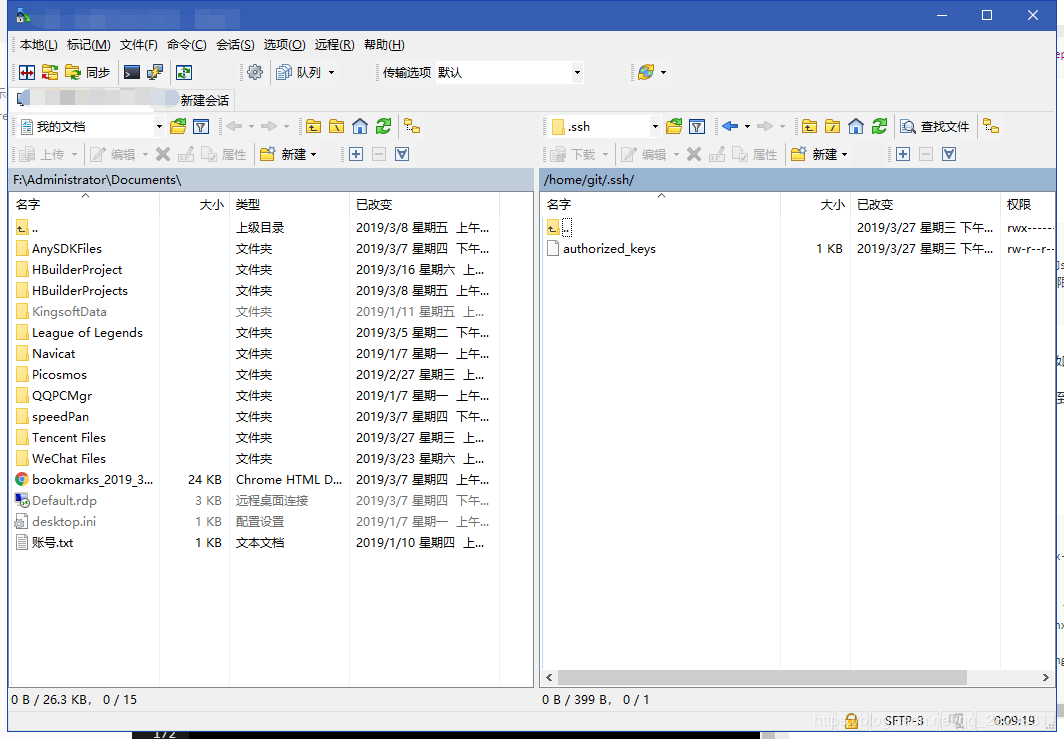 本地(L) 标记(M) 文件(F) 命令(C) 会话(S) 选项(O) 远程(R) 帮助(H)
同步 队列 传输选项 默认
新建会话
我的文档 .ssh 查找文件
上传 编辑 属性 新建 下载 编辑 属性 新建
F:\Administrator\Documents\ /home/git/.ssh/
名字 大小 类型 已改变 名字 大小 已改变 权限
.. 上级目录 2019/3/8 星期五 上午... .. 2019/3/27 星期三 下午... rwx------
AnySDKFiles 文件夹 2019/3/7 星期四 下午... authorized_keys 1 KB 2019/3/27 星期三 下午... rw-r--r--
HBuilderProject 文件夹 2019/3/16 星期六 上...
HBuilderProjects 文件夹 2019/3/8 星期五 上午...
KingsoftData 文件夹 2019/1/11 星期五 上...
League of Legends 文件夹 2019/3/5 星期二 下午...
Navicat 文件夹 2019/1/7 星期一 上午...
Picosmos 文件夹 2019/2/27 星期三 上...
QQPCMgr 文件夹 2019/1/7 星期一 上午...
speedPan 文件夹 2019/3/7 星期四 下午...
Tencent Files 文件夹 2019/3/27 星期三 上...
WeChat Files 文件夹 2019/3/23 星期六 上...
bookmarks_2019_3... 24 KB Chrome HTML D... 2019/3/7 星期四 上午...
Default.rdp 3 KB 远程桌面连接 2019/3/7 星期四 下午...
desktop.ini 1 KB 配置设置 2019/1/7 星期一 上午...
账号.txt 1 KB 文本文档 2019/1/10 星期四 上...
0 B / 26.3 KB, 0 / 15 0 B / 399 B, 0 / 1
SFTP-3 0:09:19
172